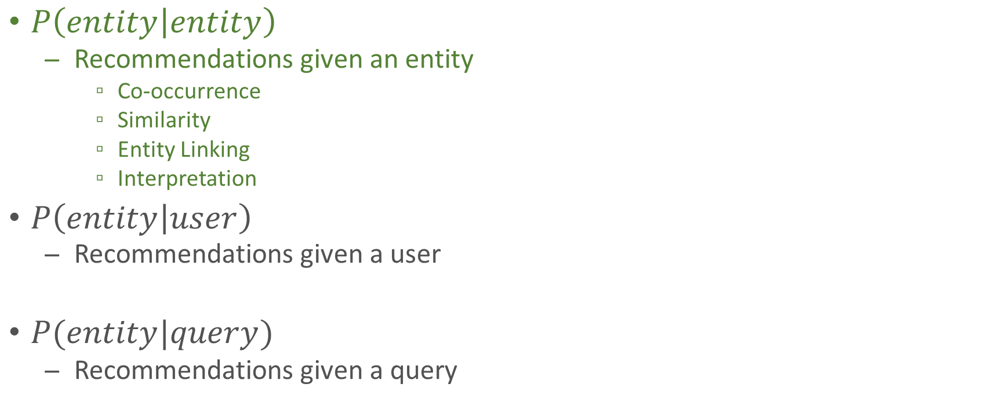 • P(entity|entity)
– Recommendations given an entity
▫ Co-occurrence
▫ Similarity
▫ Entity Linking
▫ Interpretation
• P(entity|user)
– Recommendations given a user
• P(entity|query)
– Recommendations given a query